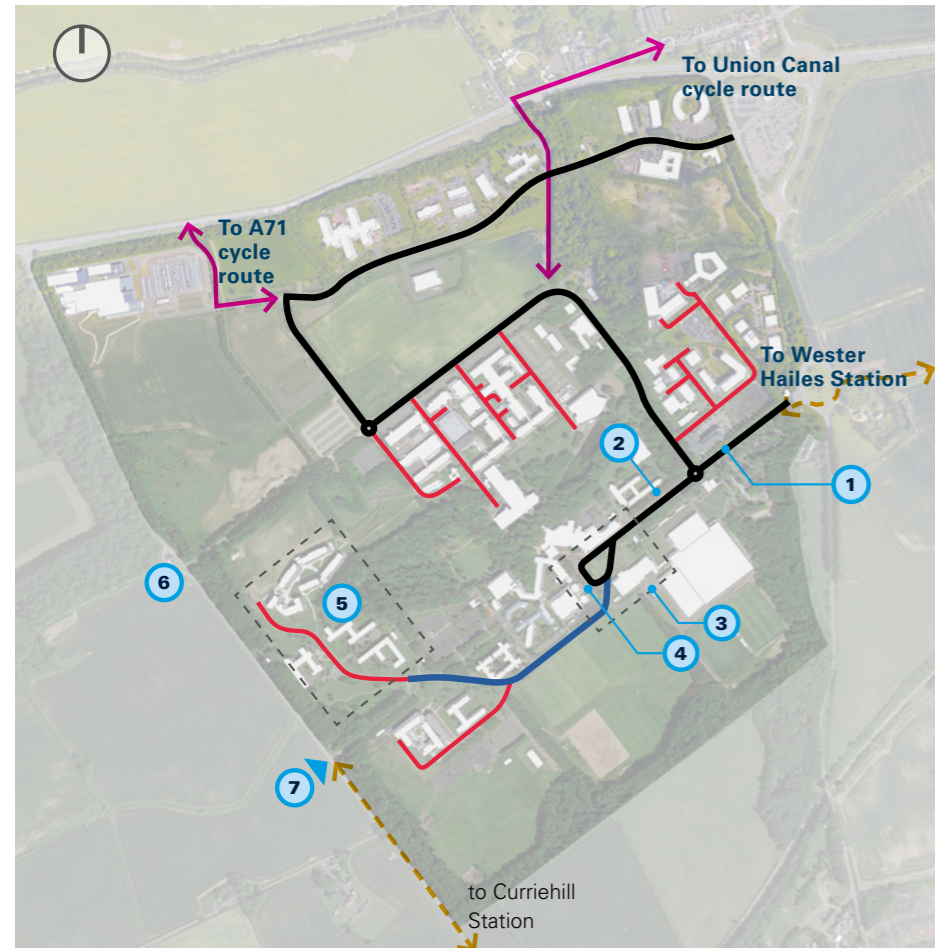 To Union Canal
cycle route
To A71
cycle
route
To Wester
Hailes Station
2
1
6
5
3
4
7
to Curriehill
Station